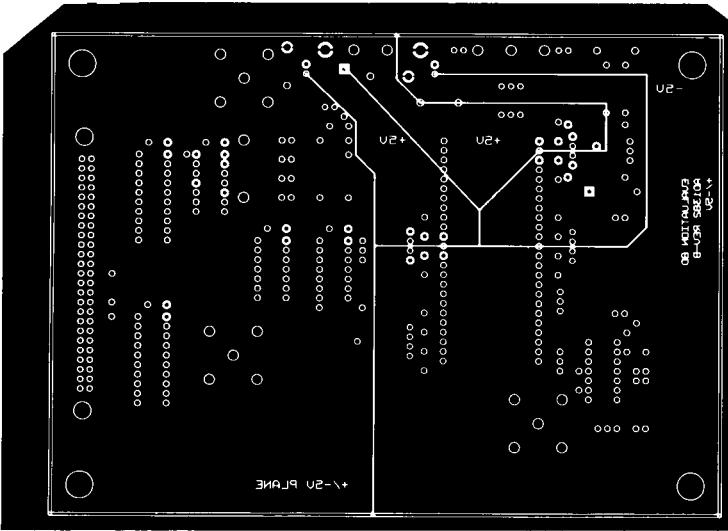 -5V
+5V
+5V
+/-5V
AD1385 REV-B
EVALUATION BD
+/-5V PLANE